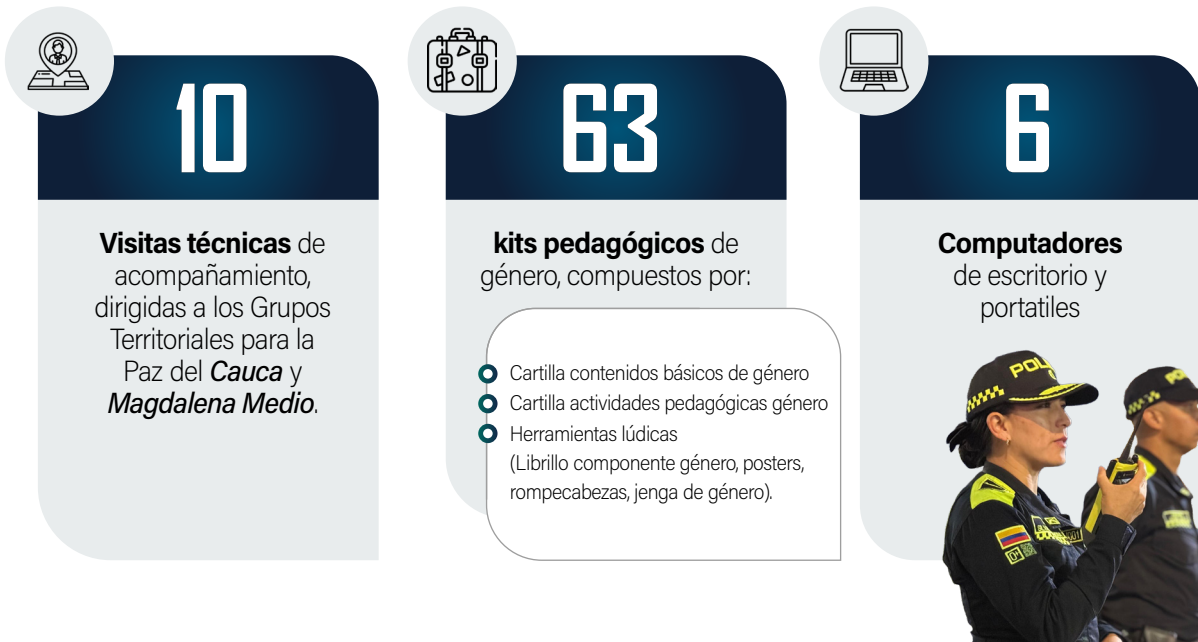 10
Visitas técnicas de
acompañamiento,
dirigidas a los Grupos
Territoriales para la
Paz del Cauca y
Magdalena Medio.
63
kits pedagógicos de
género, compuestos por:
Cartilla contenidos básicos de género
Cartilla actividades pedagógicas género
Herramientas lúdicas
(Librillo componente género, posters,
rompecabezas, jenga de género).
6
Computadores
de escritorio y
portatiles